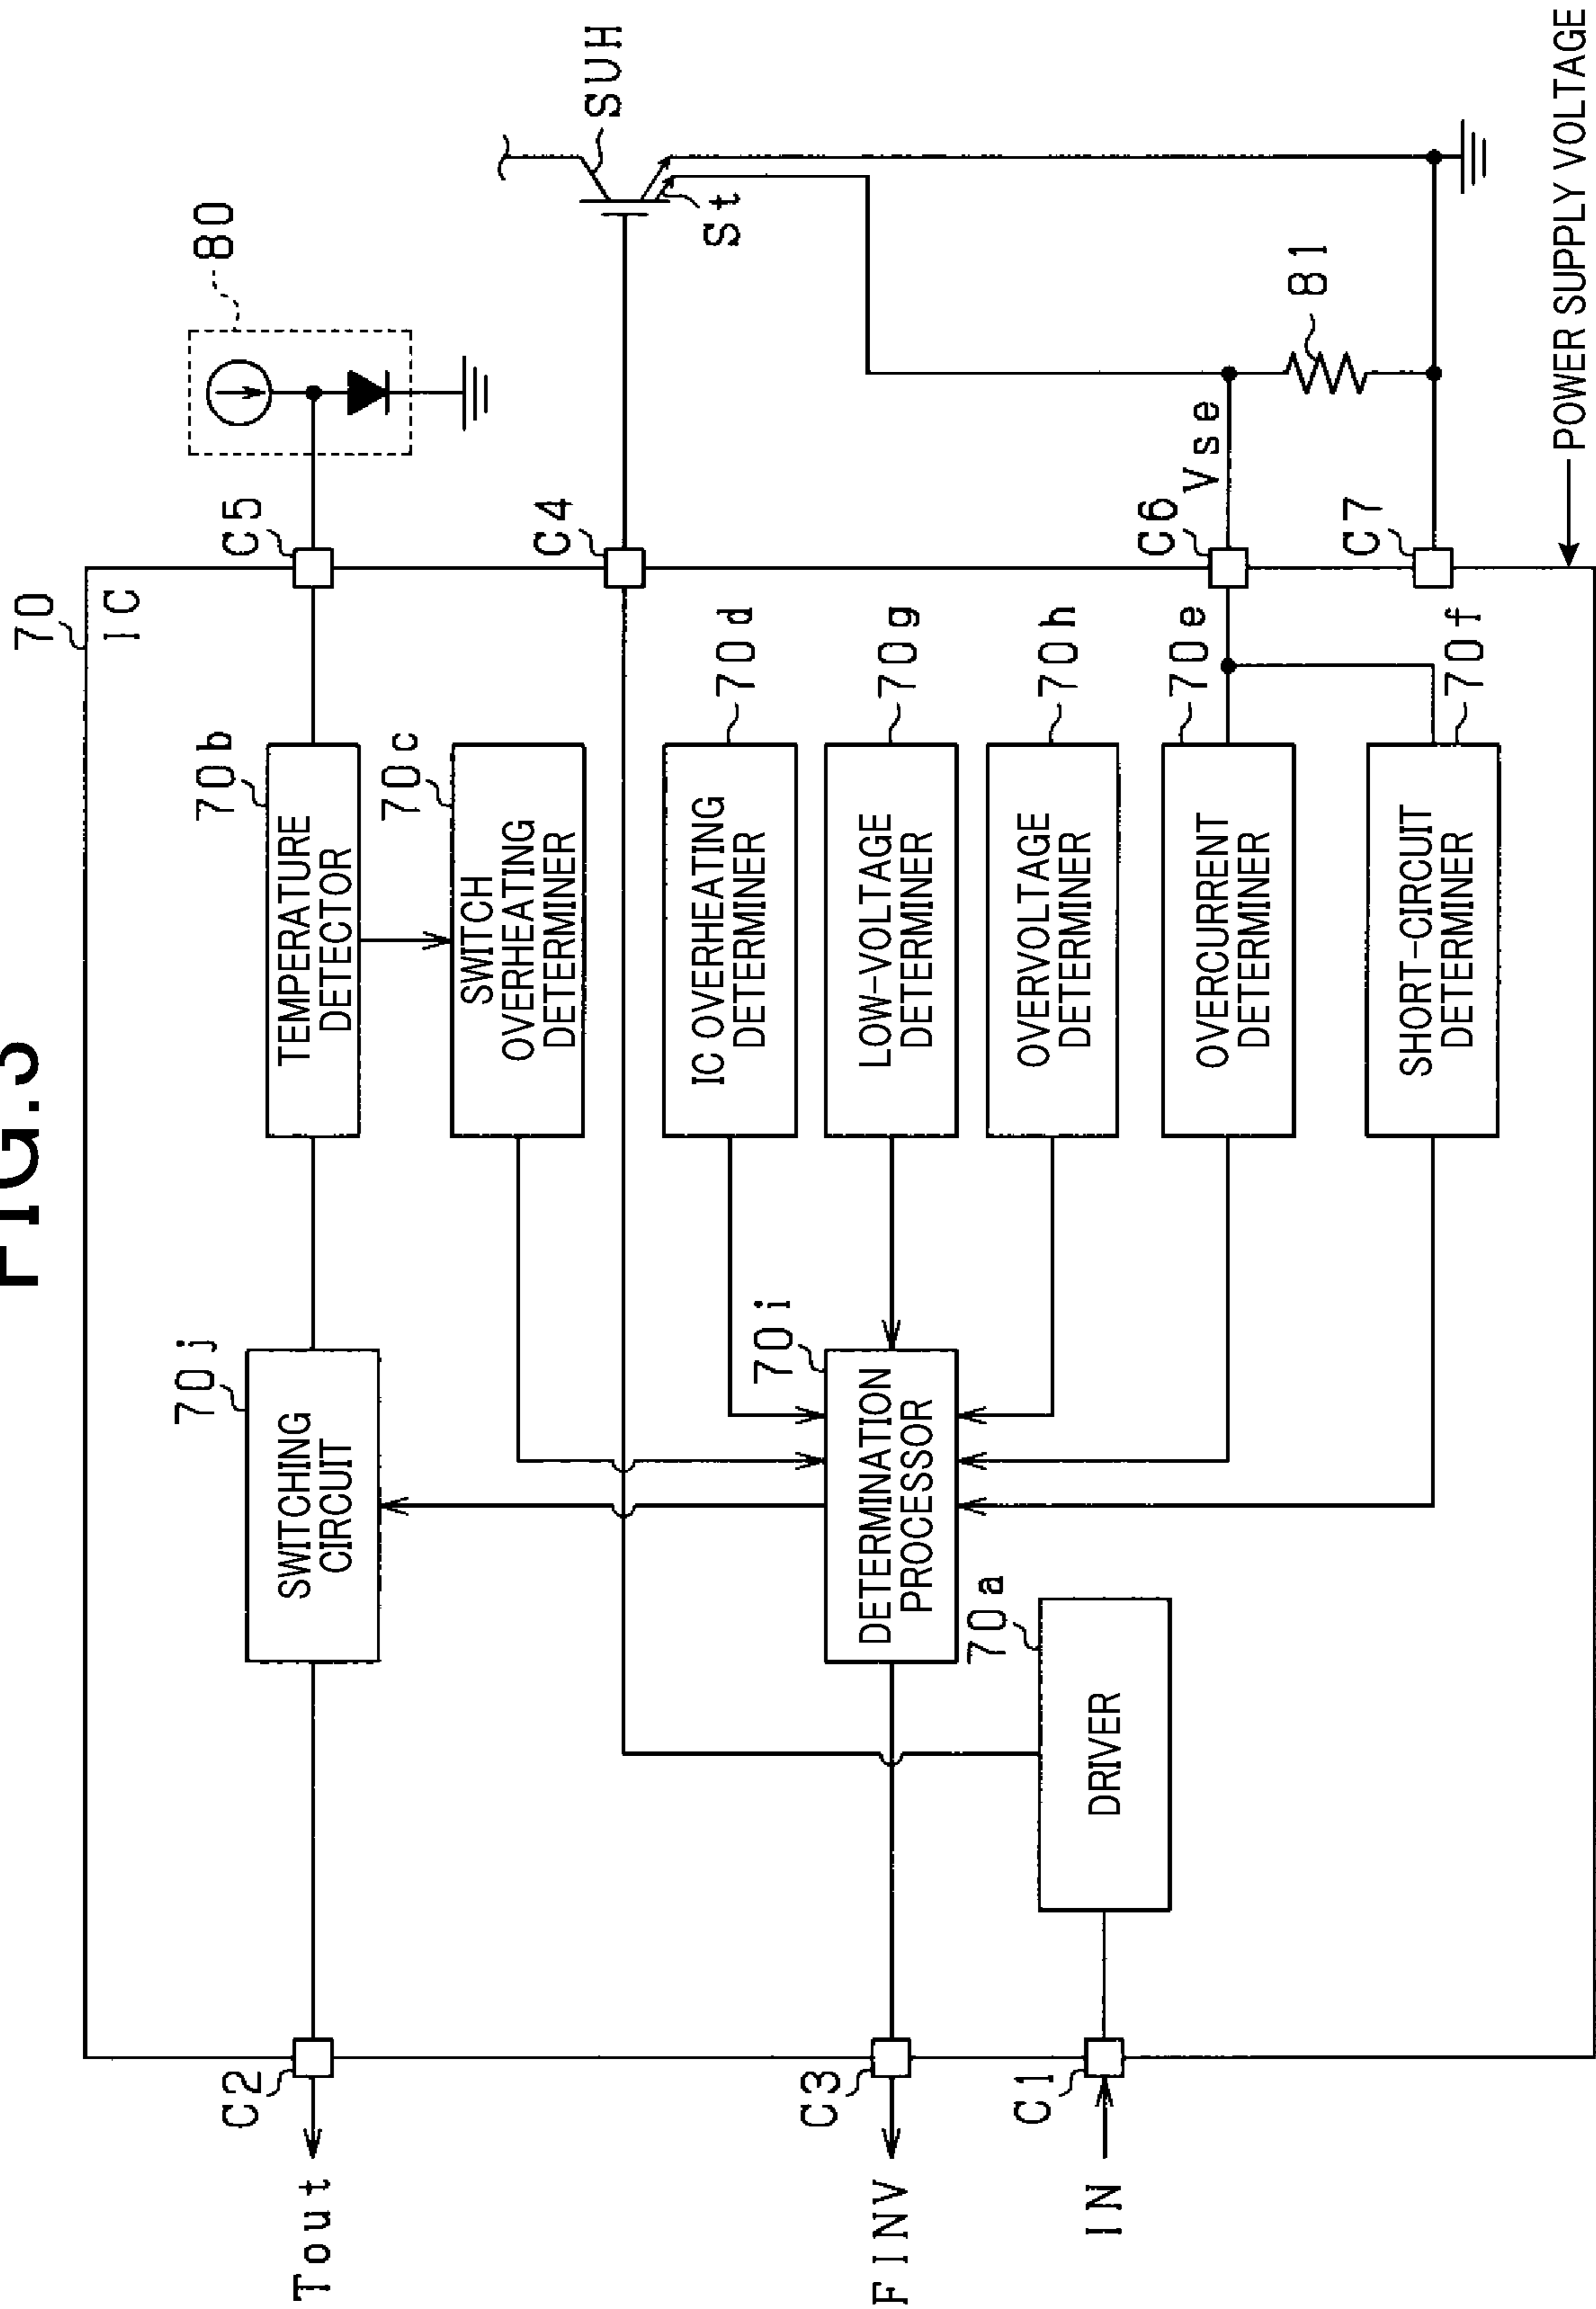 FIG.
70
IC
70j
70b
80
C2
C5
Tout
SWITCHING
CIRCUIT
TEMPERATURE
DETECTOR
70c
SWITCH
OVERHEATING
DETERMINER
C4
SUH
St
70d
IC OVERHEATING
DETERMINER
70i
C3
FINV
DETERMINATION
PROCESSOR
LOW-VOLTAGE
DETERMINER
70g
70a
C1
IN
DRIVER
OVERVOLTAGE
DETERMINER
70h
C6
Vse
70e
OVERCURRENT
DETERMINER
81
C7
SHORT-CIRCUIT
DETERMINER
70f
POWER SUPPLY VOLTAGE